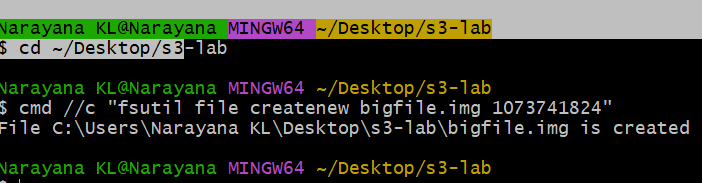 Narayana KL@Narayana MINGW64 ~/Desktop/s3-lab
$ cd ~/Desktop/s3-lab
Narayana KL@Narayana MINGW64 ~/Desktop/s3-lab
$ cmd //c "fsutil file createnew bigfile.img 1073741824"
File C:\Users\Narayana KL\Desktop\s3-lab\bigfile.img is created
Narayana KL@Narayana MINGW64 ~/Desktop/s3-lab
$